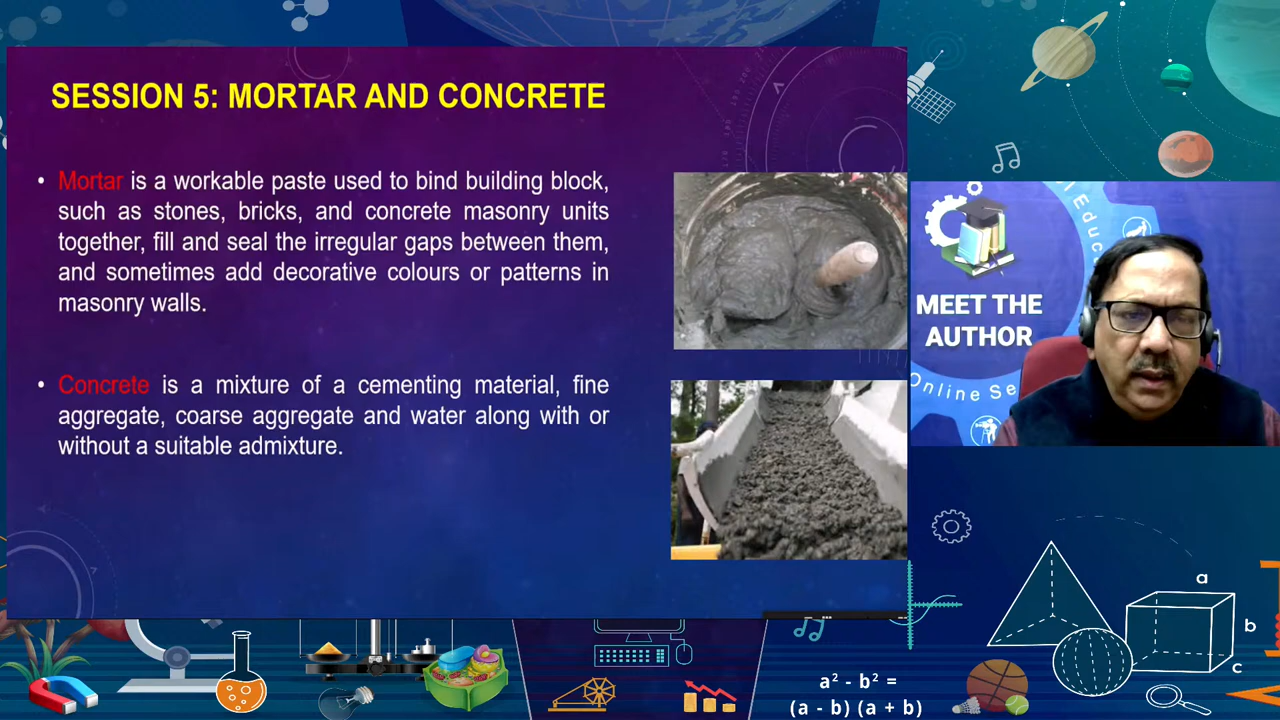 SESSION 5: MORTAR AND CONCRETE
• Mortar is a workable paste used to bind building block,
such as stones, bricks, and concrete masonry units
together, fill and seal the irregular gaps between them,
and sometimes add decorative colours or patterns in
masonry walls.
• Concrete is a mixture of a cementing material, fine
aggregate, coarse aggregate and water along with or
without a suitable admixture.
MEET THE
AUTHOR
Online Se
a
b
c
a² - b² =
(a - b) (a + b)